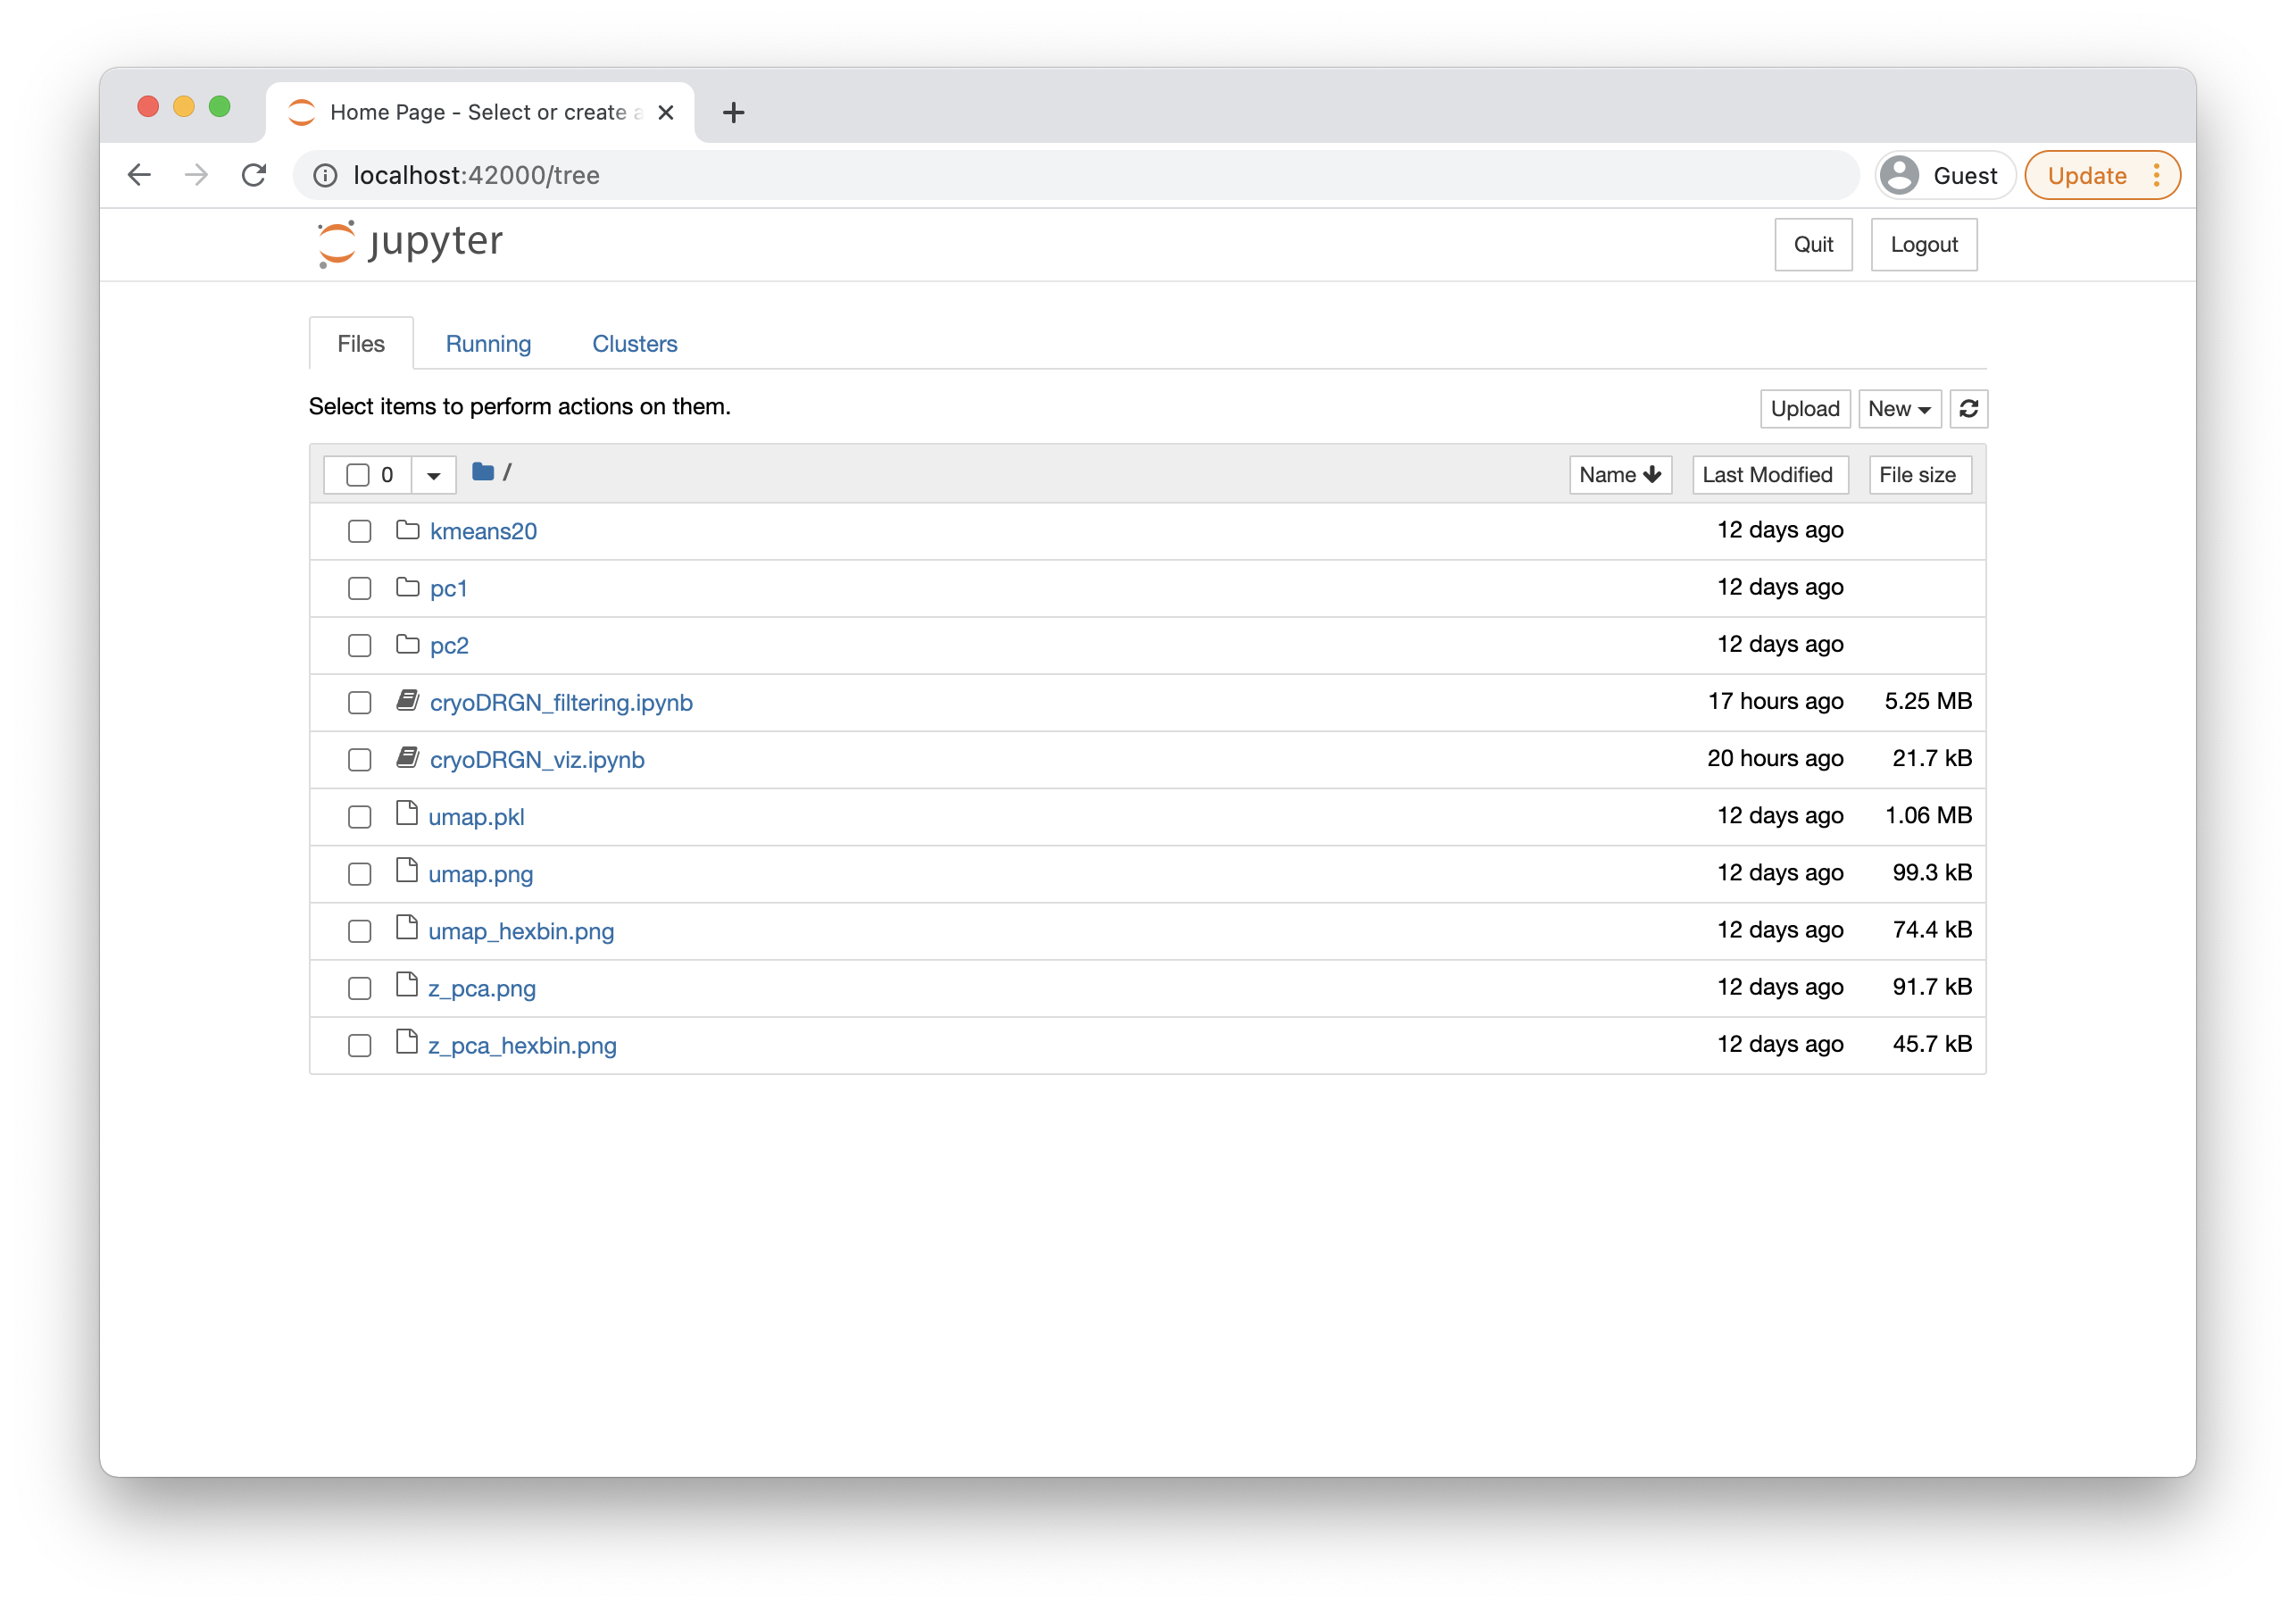 Home Page - Select or create
localhost:42000/tree
Guest
Update
jupyter
Quit
Logout
Files
Running
Clusters
Select items to perform actions on them.
Upload
New
0
/
Name
Last Modified
File size
kmeans20 12 days ago
pc1 12 days ago
pc2 12 days ago
cryoDRGN_filtering.ipynb 17 hours ago 5.25 MB
cryoDRGN_viz.ipynb 20 hours ago 21.7 kB
umap.pkl 12 days ago 1.06 MB
umap.png 12 days ago 99.3 kB
umap_hexbin.png 12 days ago 74.4 kB
z_pca.png 12 days ago 91.7 kB
z_pca_hexbin.png 12 days ago 45.7 kB